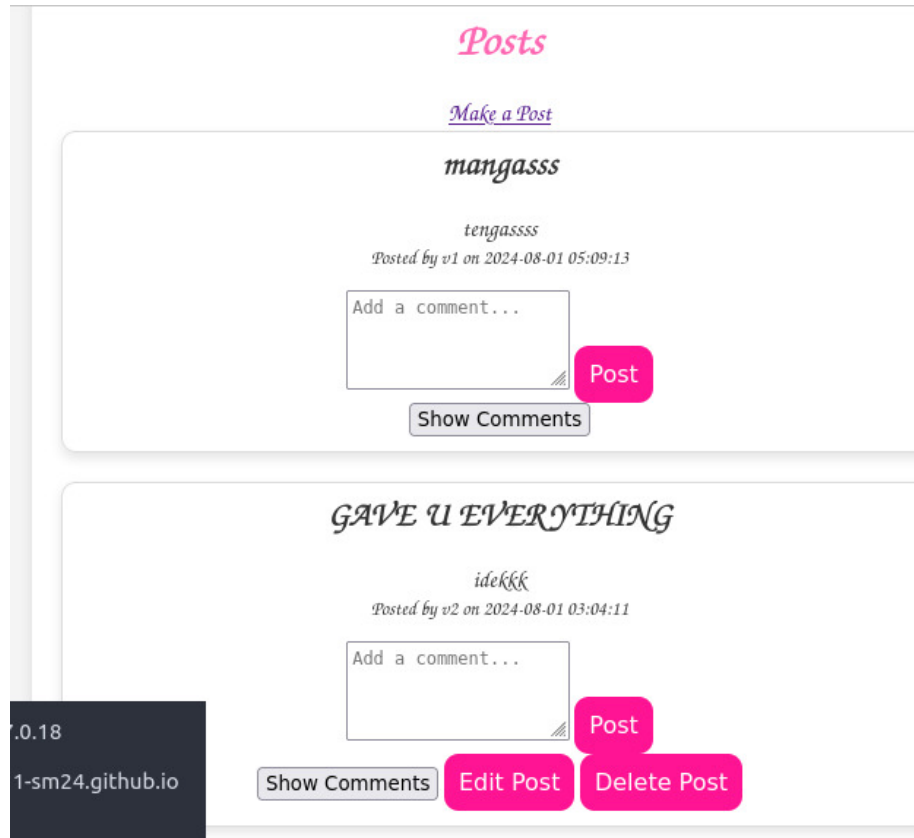 Posts
Make a Post
mangasss
tengassss
Posted by v1 on 2024-08-01 05:09:13
Add a comment...
Post
Show Comments
GAVE U EVERYTHING
idekkk
Posted by v2 on 2024-08-01 03:04:11
Add a comment...
Post
.0.18
1-sm24.github.io
Show Comments Edit Post Delete Post